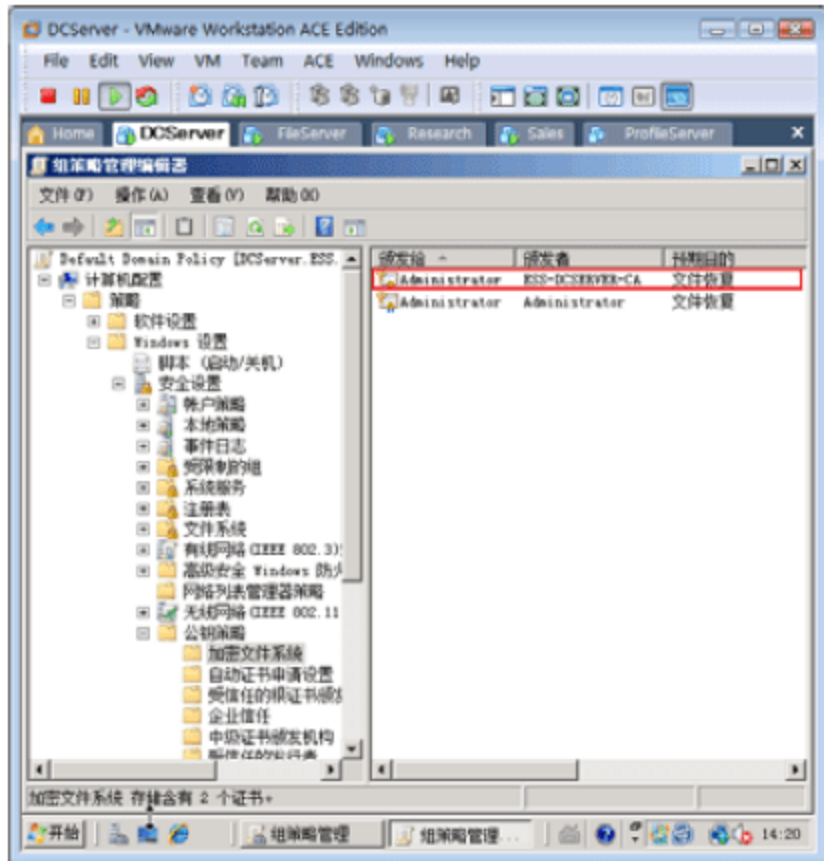 DCServer - VMware Workstation ACE Edition
File Edit View VM Team ACE Windows Help
Home DCServer FileServer Research Sales ProfileServer
组策略管理编辑器
文件(F) 操作(A) 查看(V) 帮助(H)
Default Domain Policy [DCServer.ESS.
颁发给 颁发者 预期目的
计算机配置
Administrator ESS-DCSERVER-CA 文件恢复
策略
Administrator Administrator 文件恢复
软件设置
Windows 设置
脚本 (启动/关机)
安全设置
帐户策略
本地策略
事件日志
受限制的组
系统服务
注册表
文件系统
有线网络(IEEE 802.3)
高级安全 Windows 防火
网络列表管理器策略
无线网络(IEEE 802.11
公钥策略
加密文件系统
自动证书申请设置
受信任的根证书颁发
企业信任
中级证书颁发机构
受信任的发行者
加密文件系统 存储含有 2 个证书。
开始 组策略管理 组策略管理... 14:20